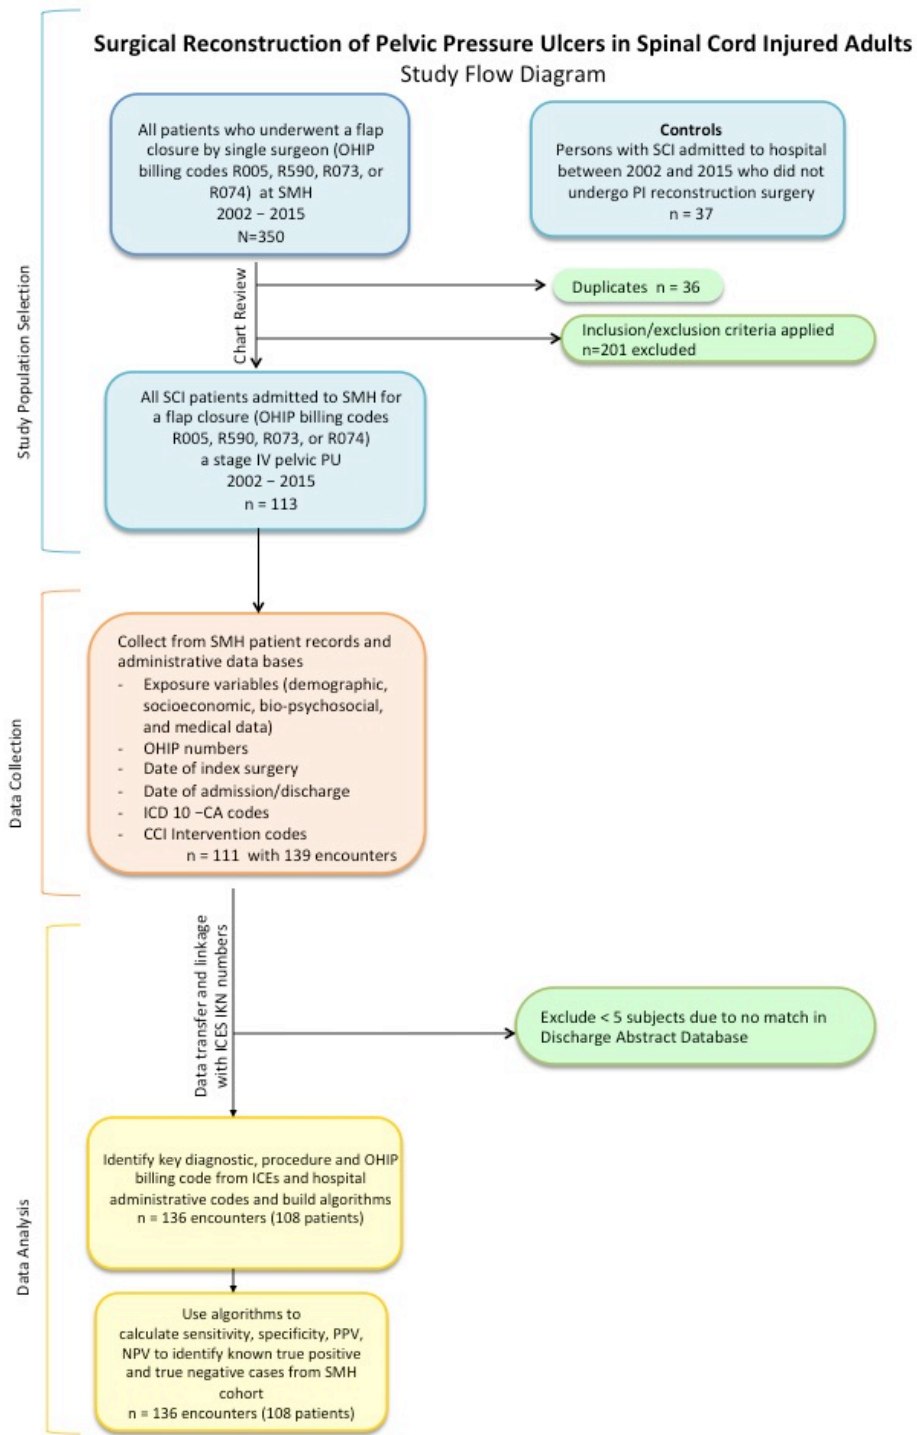 Surgical Reconstruction of Pelvic Pressure Ulcers in Spinal Cord Injured Adults
Study Flow Diagram
All patients who underwent a flap
closure by single surgeon (OHIP
billing codes R005, R590, R073, or
R074) at SMH
2002 – 2015
N=350
Controls
Persons with SCI admitted to hospital
between 2002 and 2015 who did not
undergo PI reconstruction surgery
n = 37
Study Population Selection
Chart Review
Duplicates n = 36
Inclusion/exclusion criteria applied
n=201 excluded
All SCI patients admitted to SMH for
a flap closure (OHIP billing codes
R005, R590, R073, or R074)
a stage IV pelvic PU
2002 – 2015
n = 113
Data Collection
Collect from SMH patient records and
administrative data bases
- Exposure variables (demographic,
socioeconomic, bio-psychosocial,
and medical data)
- OHIP numbers
- Date of index surgery
- Date of admission/discharge
- ICD 10 –CA codes
- CCI Intervention codes
n = 111 with 139 encounters
Data transfer and linkage
with ICES IKN numbers
Exclude < 5 subjects due to no match in
Discharge Abstract Database
Data Analysis
Identify key diagnostic, procedure and OHIP
billing code from ICEs and hospital
administrative codes and build algorithms
n = 136 encounters (108 patients)
Use algorithms to
calculate sensitivity, specificity, PPV,
NPV to identify known true positive
and true negative cases from SMH
cohort
n = 136 encounters (108 patients)